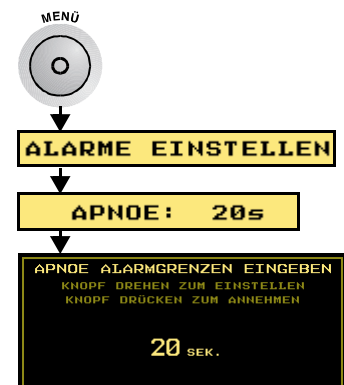 MENÜ
ALARME EINSTELLEN
APNOE: 20s
APNOE ALARMGRENZEN EINGEBEN
KNOPF DREHEN ZUM EINSTELLEN
KNOPF DRÜCKEN ZUM ANNEHMEN
20 SEK.